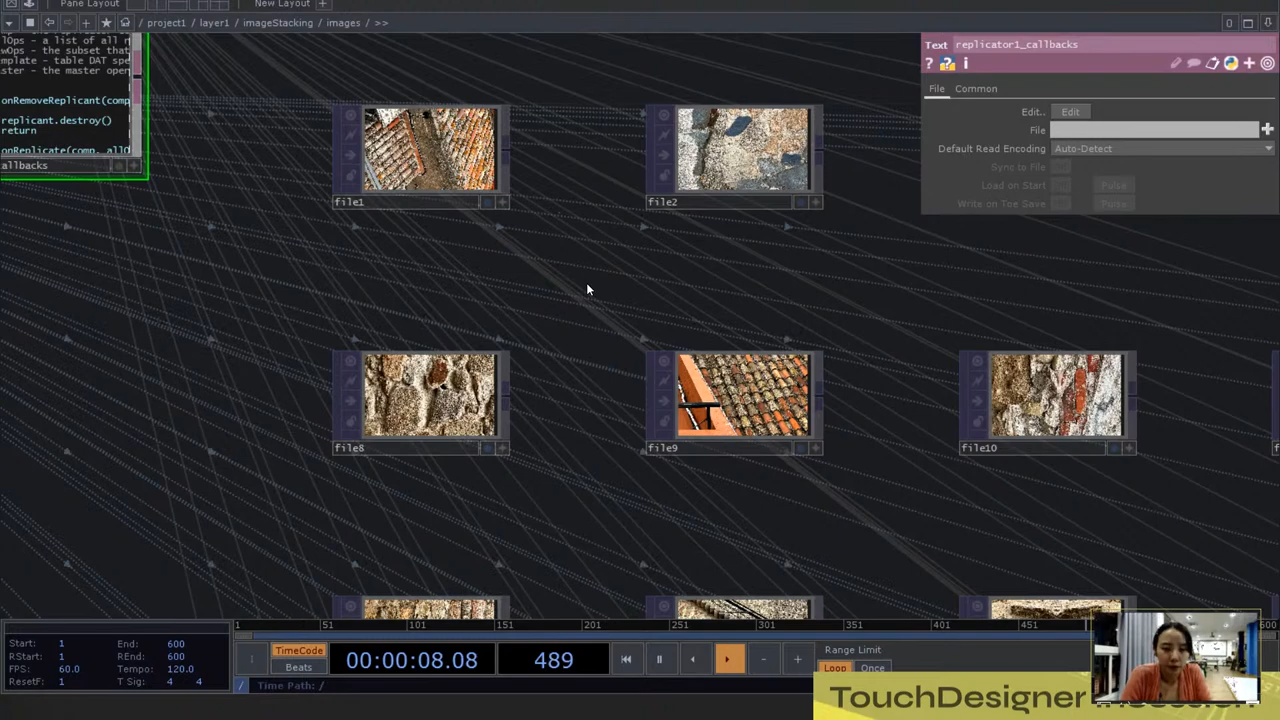 Pane Layout New Layout
/ project1 / layer1 / imageStacking / images / >>
lOps - a list of all
wOps - the subset that
mplate - table DAT spe
ster - the master oper
onRemoveReplicant(comp
replicant.destroy()
return
onRepliate(comp, allO
allbacks
Text replicator1_callbacks
File Common
Edit.. Edit
File
Default Read Encoding Auto-Detect
Sync to File
Load on Start Pulse
Write on Toe Save Pulse
file1
file2
file8
file9
file10
1 51 101 151 201 251 301 351 401 451
Start: 1 End: 600
RStart: 1 REnd: 600
FPS: 60.0 Tempo: 120.0
ResetF: 1 T Sig: 4 4
TimeCode
Beats
00:00:08.08
489
Range Limit
Loop Once
/ Time Path: /
TouchDesigner